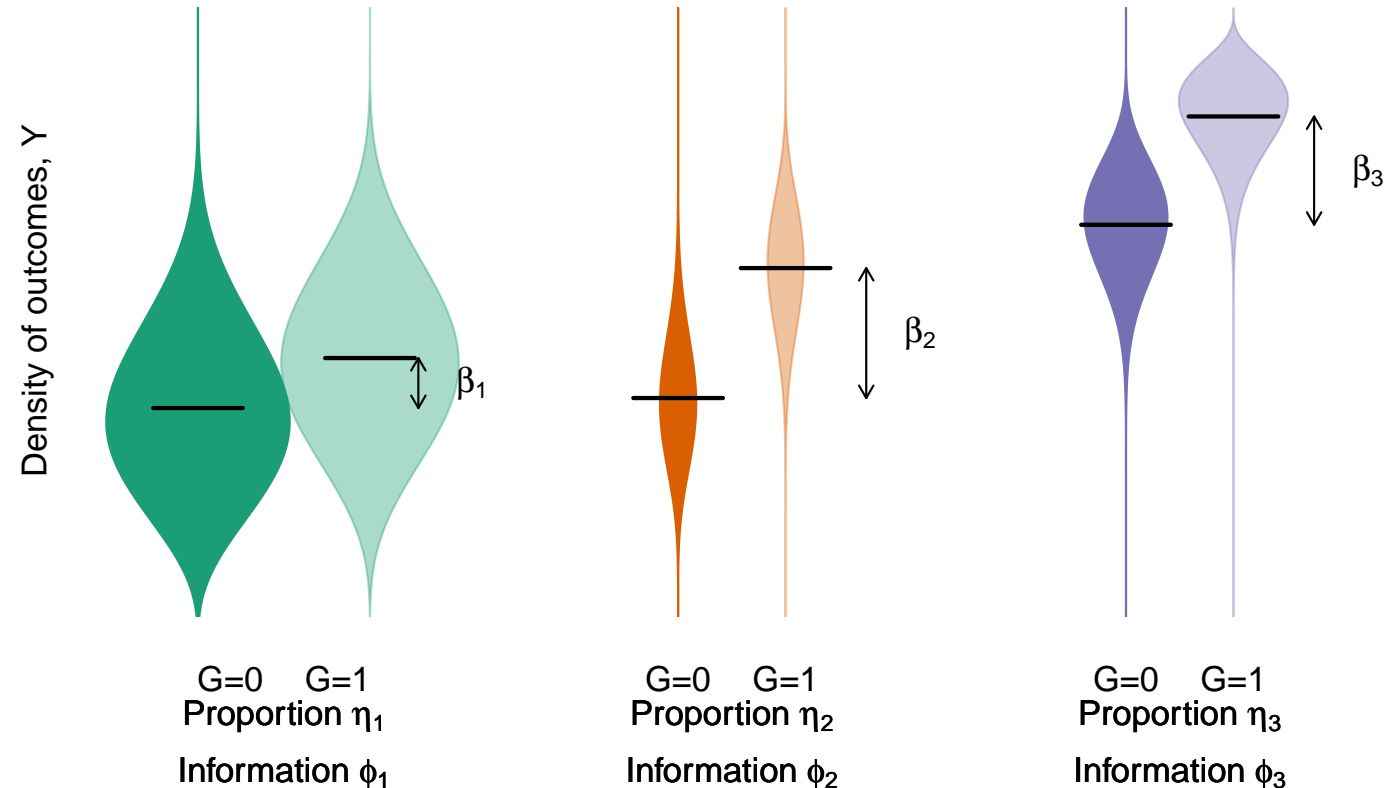 Density of outcomes, Y
β₁
β₂
β₃
G=0 G=1
Proportion η₁
Information ϕ₁
G=0 G=1
Proportion η₂
Information ϕ₂
G=0 G=1
Proportion η₃
Information ϕ₃